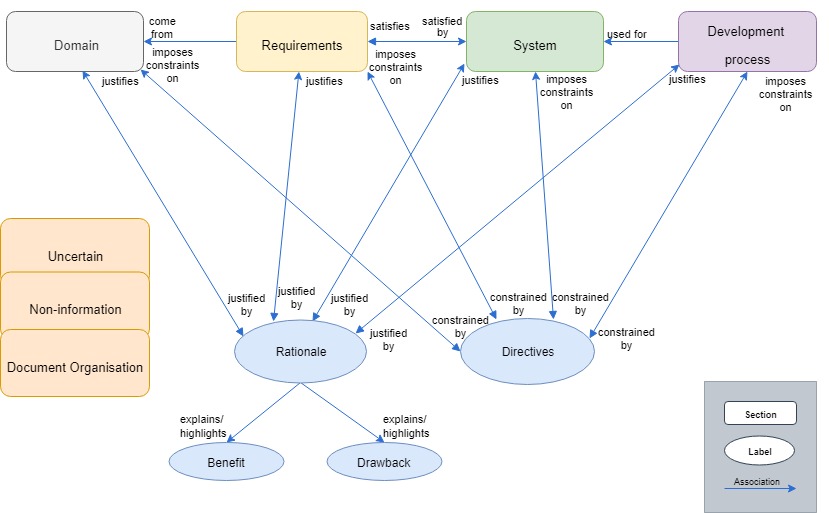 Domain
come
from
imposes
constraints
on
justifies
Requirements
satisfies
satisfied
by
imposes
constraints
on
justifies
System
used for
justifies
imposes
constraints
on
Development
process
justifies
imposes
constraints
on
Uncertain
Non-information
Document Organisation
justified
by
justified
by
justified
by
justified
by
Rationale
constrained
by
constrained
by
constrained
by
constrained
by
Directives
explains/
highlights
explains/
highlights
Benefit
Drawback
Section
Label
Association